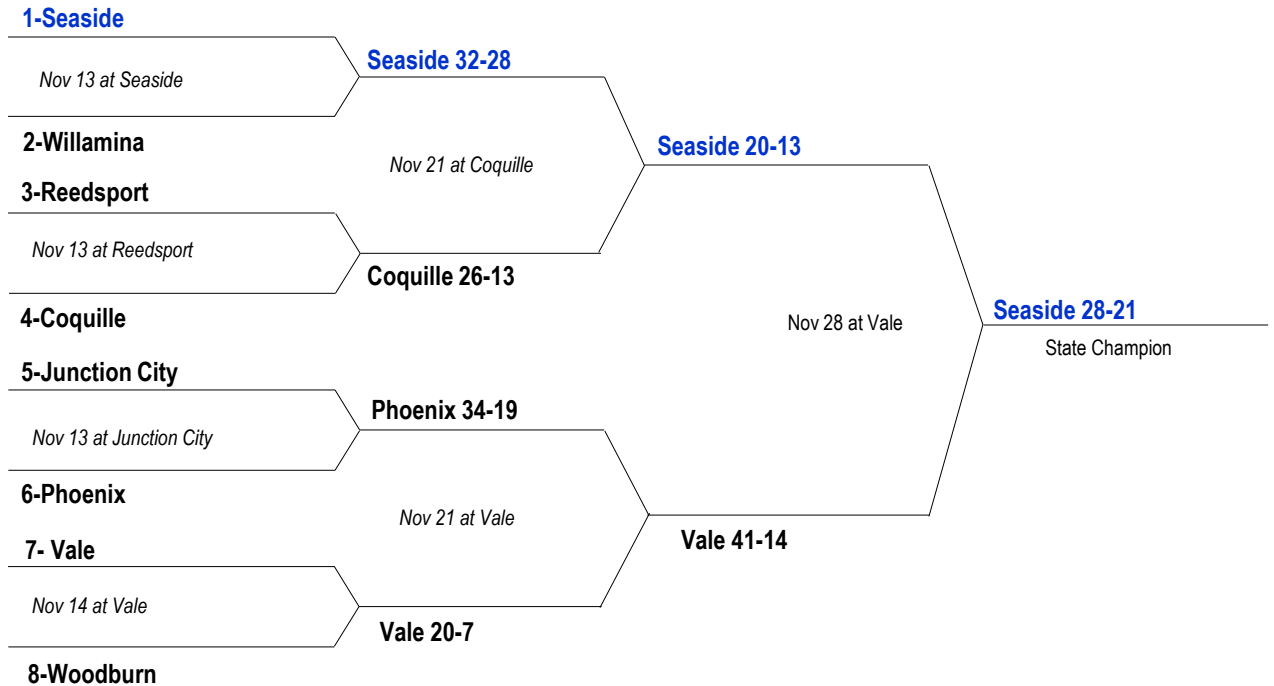 1-Seaside
Nov 13 at Seaside
Seaside 32-28
2-Willamina
Nov 21 at Coquille
Seaside 20-13
3-Reedsport
Nov 13 at Reedsport
Coquille 26-13
4-Coquille
Nov 28 at Vale
Seaside 28-21
State Champion
5-Junction City
Nov 13 at Junction City
Phoenix 34-19
6-Phoenix
Nov 21 at Vale
Vale 41-14
7- Vale
Nov 14 at Vale
Vale 20-7
8-Woodburn